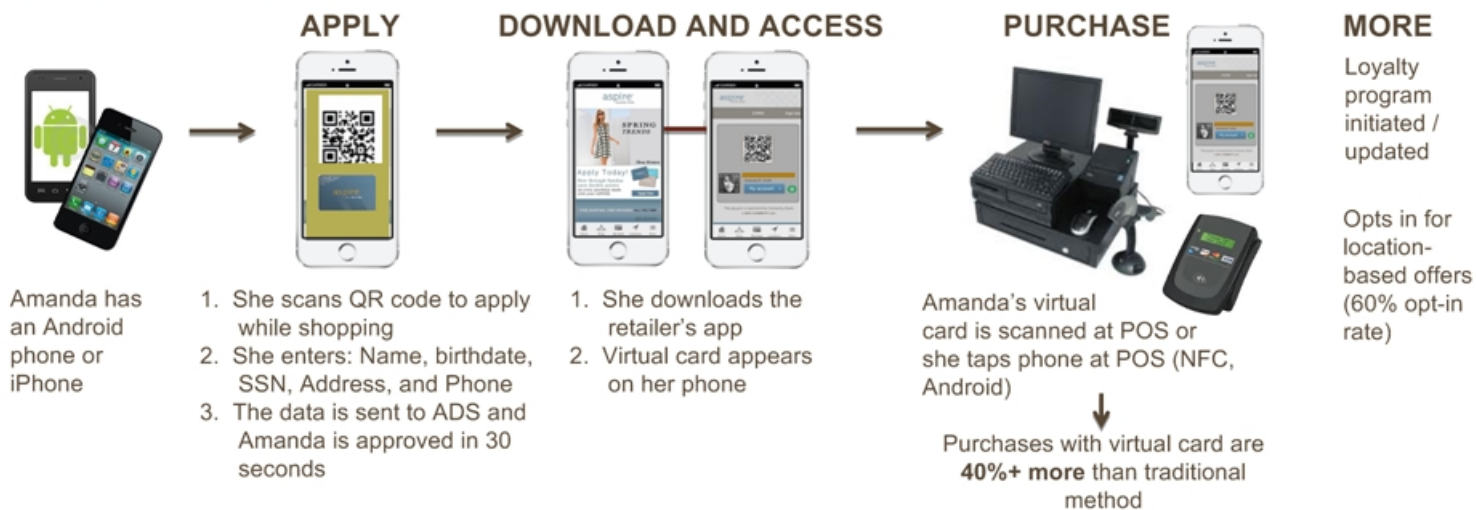 APPLY
DOWNLOAD AND ACCESS
PURCHASE
MORE
aspire
aspire
SPRING
TRENDS
Apply Today!
aspire
My account
Amanda has
an Android
phone or
iPhone
1. She scans QR code to apply
while shopping
2. She enters: Name, birthdate,
SSN, Address, and Phone
3. The data is sent to ADS and
Amanda is approved in 30
seconds
1. She downloads the
retailer's app
2. Virtual card appears
on her phone
Amanda's virtual
card is scanned at POS or
she taps phone at POS (NFC,
Android)
Purchases with virtual card are
40%+ more than traditional
method
Loyalty
program
initiated /
updated
Opts in for
location-
based offers
(60% opt-in
rate)